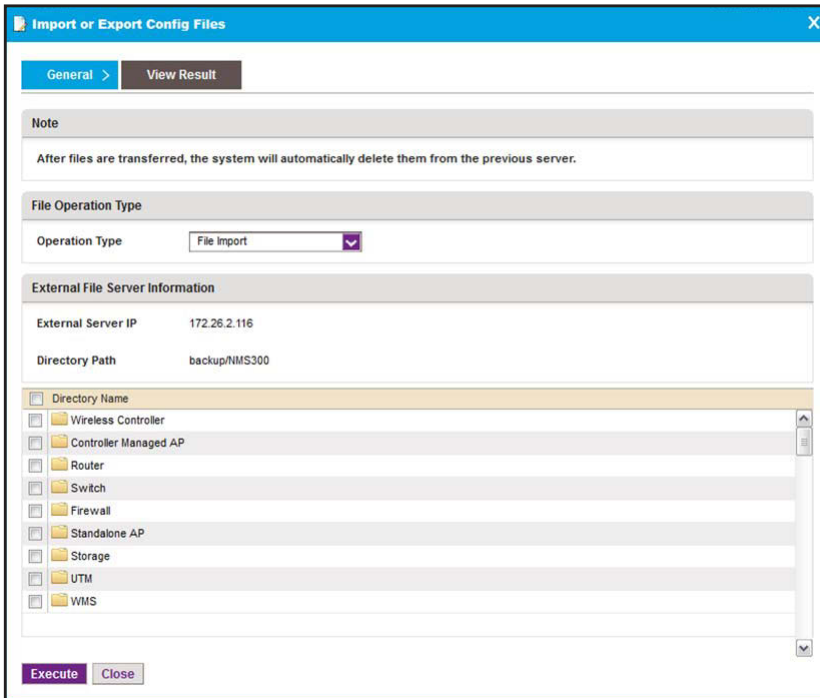 Import or Export Config Files
X
General >
View Result
Note
After files are transferred, the system will automatically delete them from the previous server.
File Operation Type
Operation Type File Import
External File Server Information
External Server IP 172.26.2.116
Directory Path backup/NMS300
Directory Name
Wireless Controller
Controller Managed AP
Router
Switch
Firewall
Standalone AP
Storage
UTM
WMS
Execute Close